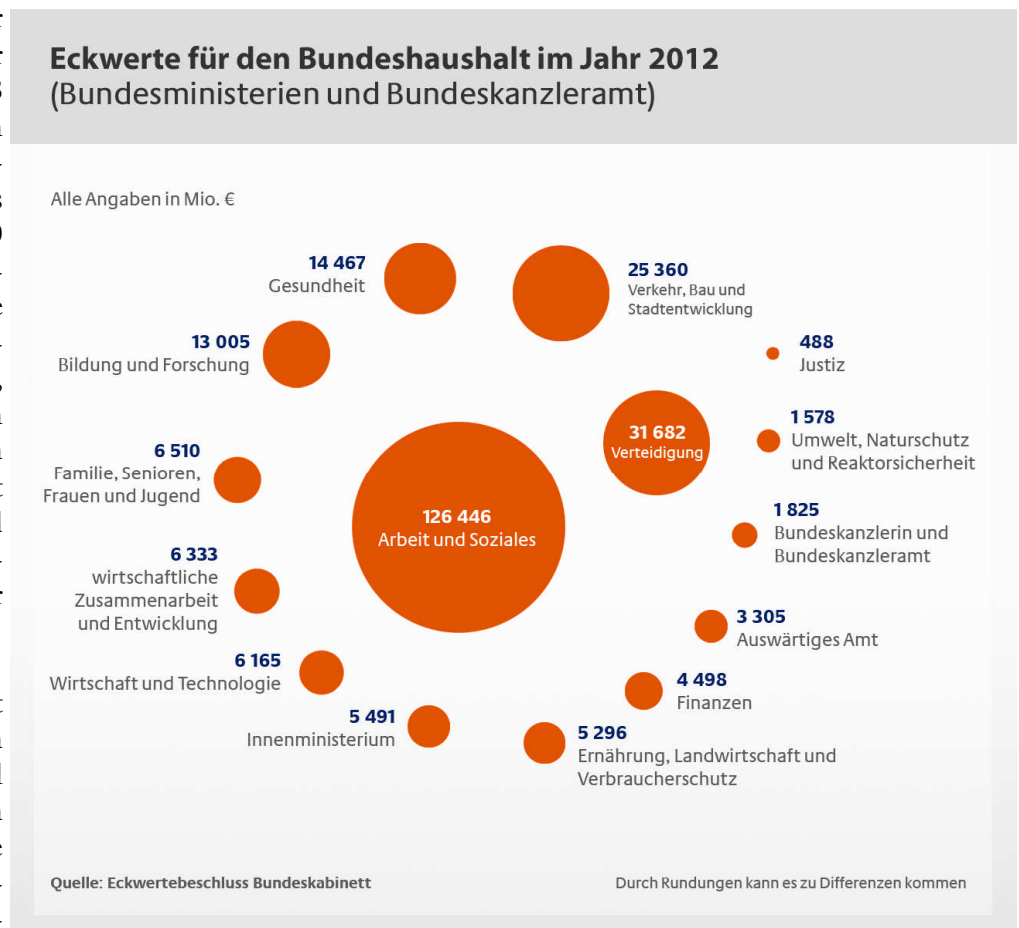 Eckwerte für den Bundeshaushalt im Jahr 2012
(Bundesministerien und Bundeskanzleramt)
Alle Angaben in Mio. €
14 467
Gesundheit
25 360
Verkehr, Bau und
Stadtentwicklung
13 005
Bildung und Forschung
488
Justiz
31 682
Verteidigung
1 578
Umwelt, Naturschutz
und Reaktorsicherheit
6 510
Familie, Senioren,
Frauen und Jugend
126 446
Arbeit und Soziales
1 825
Bundeskanzlerin und
Bundeskanzleramt
6 333
wirtschaftliche
Zusammenarbeit
und Entwicklung
3 305
Auswärtiges Amt
6 165
Wirtschaft und Technologie
4 498
Finanzen
5 491
Innenministerium
5 296
Ernährung, Landwirtschaft und
Verbraucherschutz
Quelle: Eckwertebeschluss Bundeskabinett
Durch Rundungen kann es zu Differenzen kommen